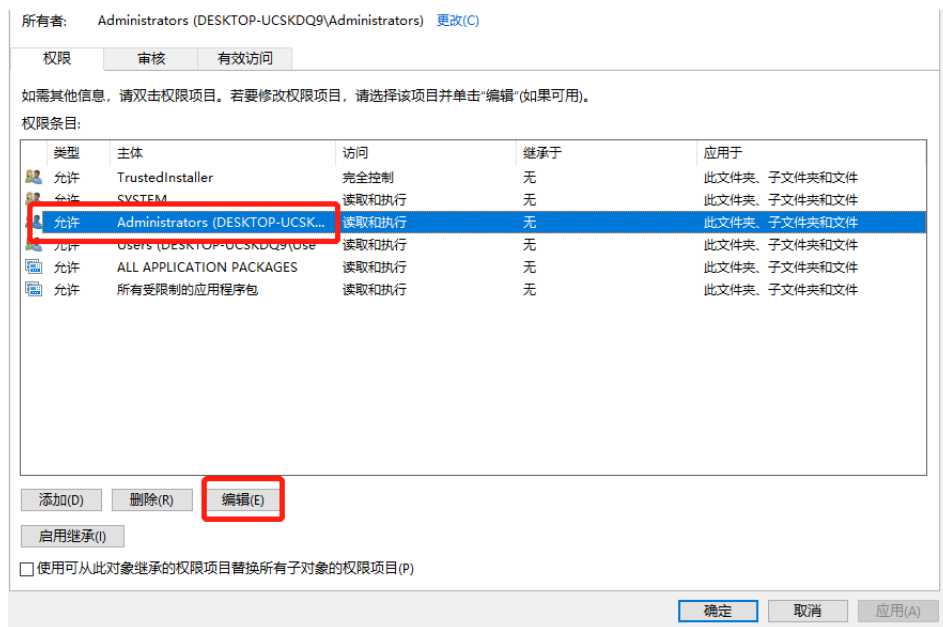 所有者: Administrators (DESKTOP-UCSKDQ9\Administrators) 更改(C)
权限 审核 有效访问
如需其他信息，请双击权限项目。若要修改权限项目，请选择该项目并单击"编辑"(如果可用)。
权限条目:
类型 主体 访问 继承于 应用于
允许 TrustedInstaller 完全控制 无 此文件夹、子文件夹和文件
允许 SYSTEM 读取和执行 无 此文件夹、子文件夹和文件
允许 Administrators (DESKTOP-UCSK... 读取和执行 无 此文件夹、子文件夹和文件
允许 Users (DESKTOP-UCSKDQ9\Use 读取和执行 无 此文件夹、子文件夹和文件
允许 ALL APPLICATION PACKAGES 读取和执行 无 此文件夹、子文件夹和文件
允许 所有受限制的应用程序包 读取和执行 无 此文件夹、子文件夹和文件
添加(D) 删除(R) 编辑(E)
启用继承(I)
使用可从此对象继承的权限项目替换所有子对象的权限项目(P)
确定 取消 应用(A)